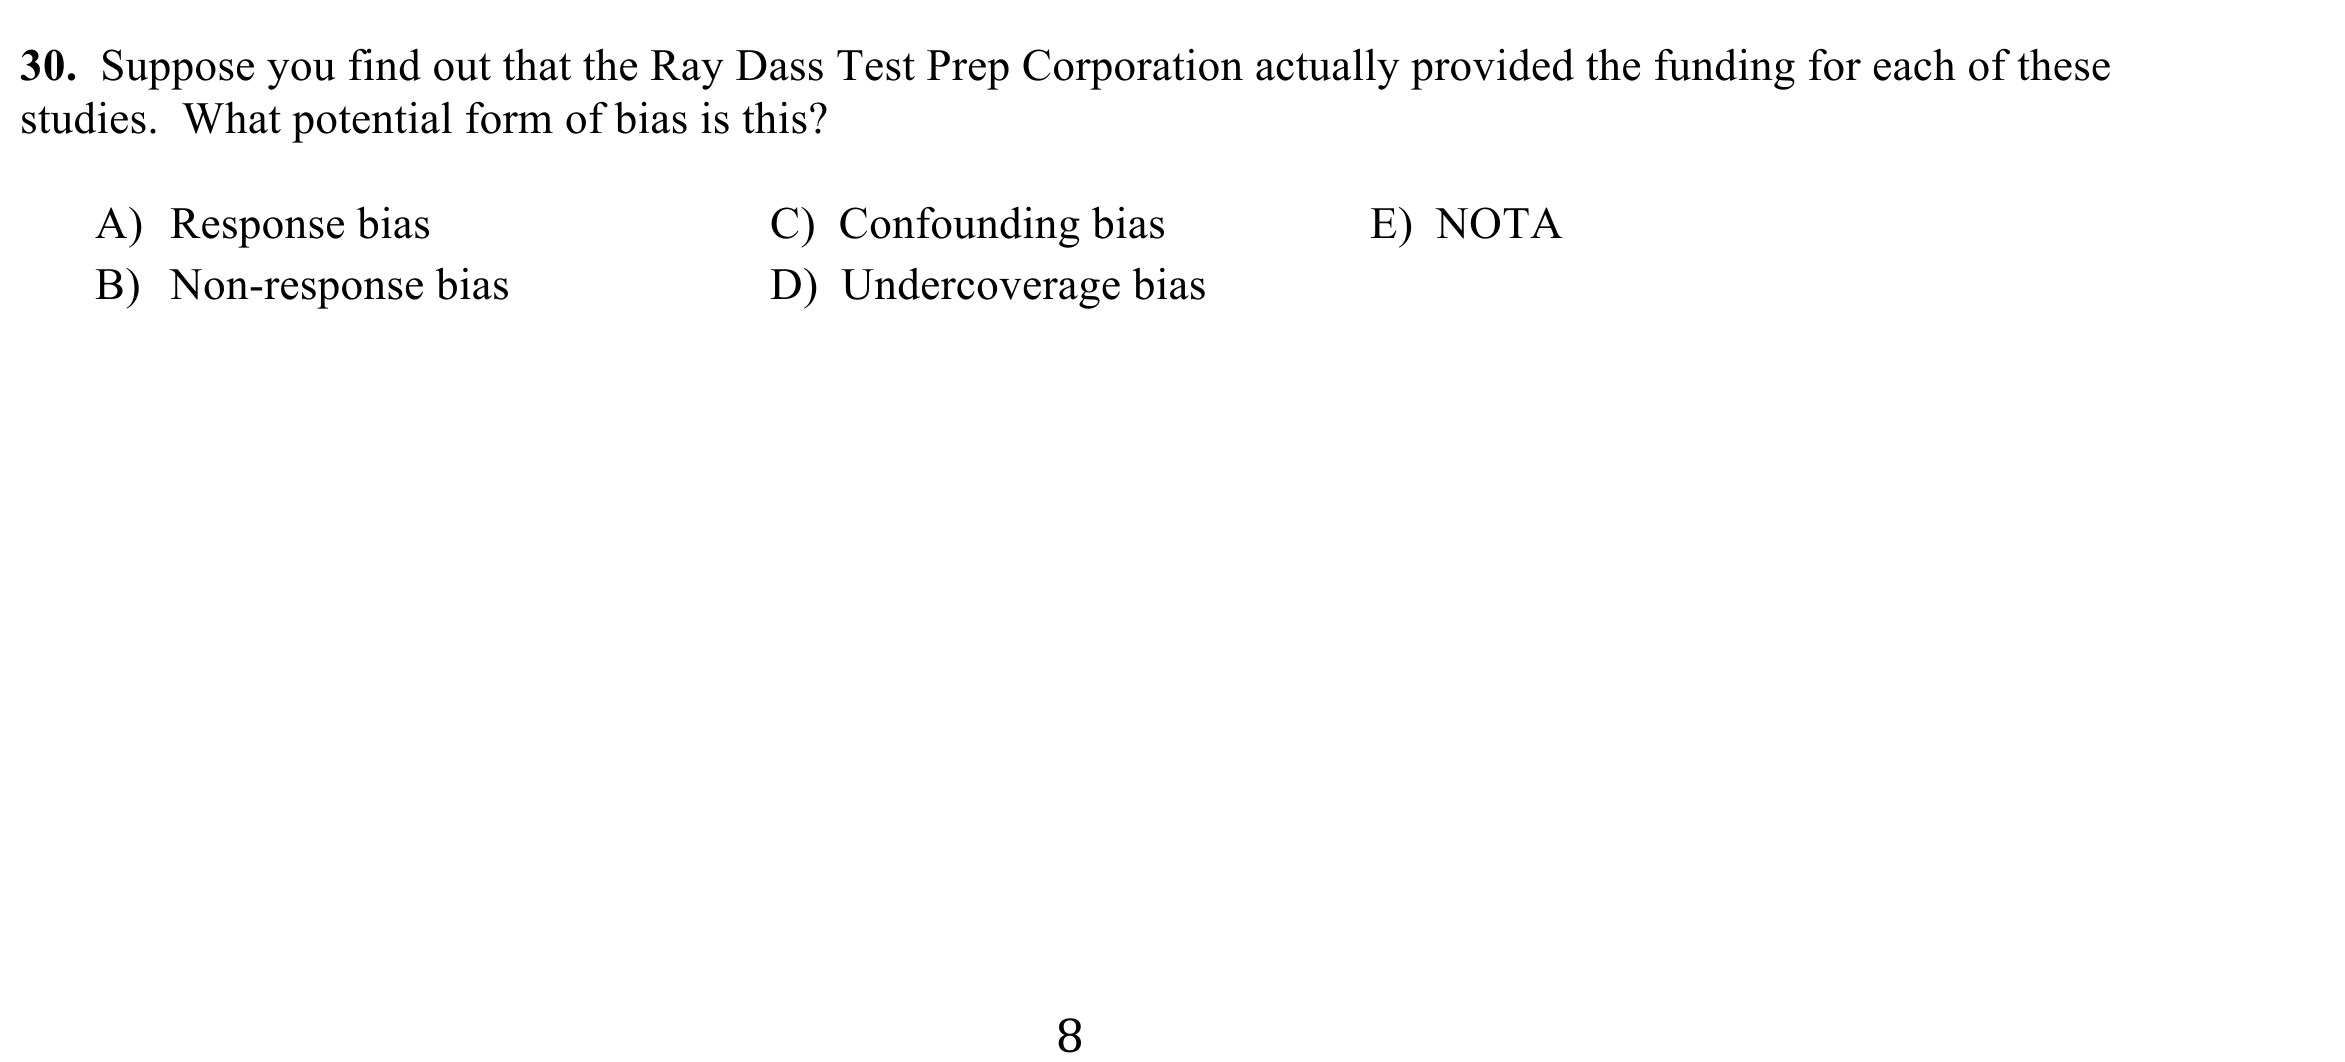 30. Suppose you find out that the Ray Dass Test Prep Corporation actually provided the funding for each of these
studies. What potential form of bias is this?
A) Response bias
C) Confounding bias
E) NOTA
B) Non-response bias
D) Undercoverage bias
8